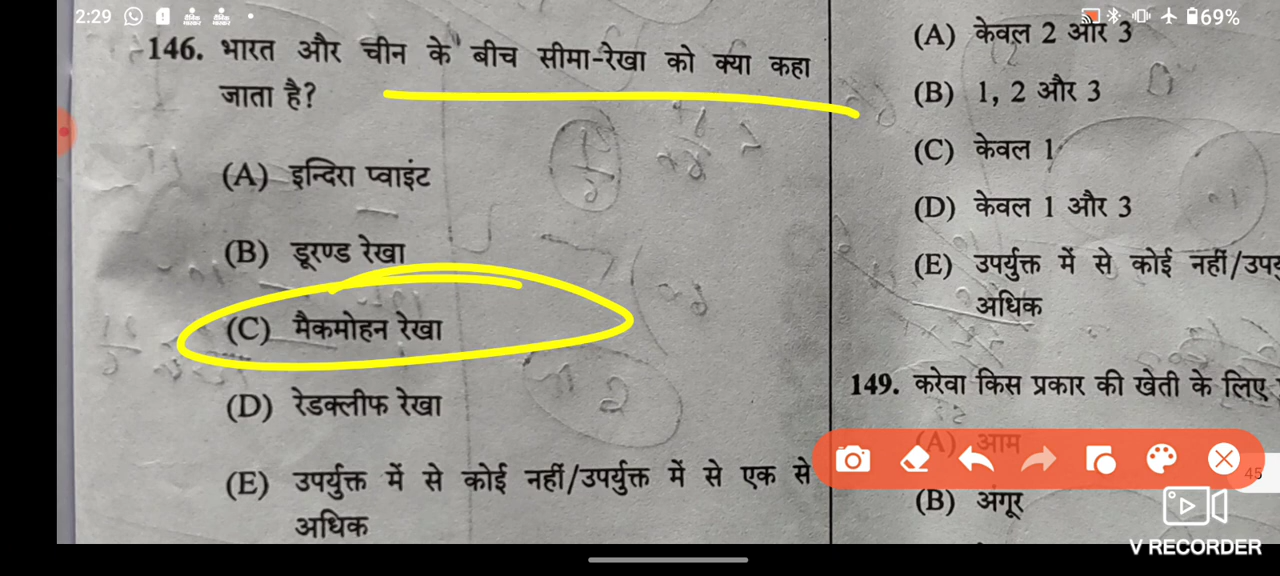 2:29
69%
146. भारत और चीन के बीच सीमा-रेखा को क्या कहा
जाता है?
(A) इन्दिरा प्वाइंट
(B) डूरण्ड रेखा
(C) मैकमोहन रेखा
(D) रेडक्लीफ रेखा
(E) उपर्युक्त में से कोई नहीं/उपर्युक्त में से एक से
अधिक
(A) केवल 2 और 3
(B) 1, 2 और 3
(C) केवल 1
(D) केवल 1 और 3
(E) उपर्युक्त में से कोई नहीं/
अधिक
149. करेवा किस प्रकार की खेती के लिए
(A) आम
(B) अंगूर
45
V RECORDER